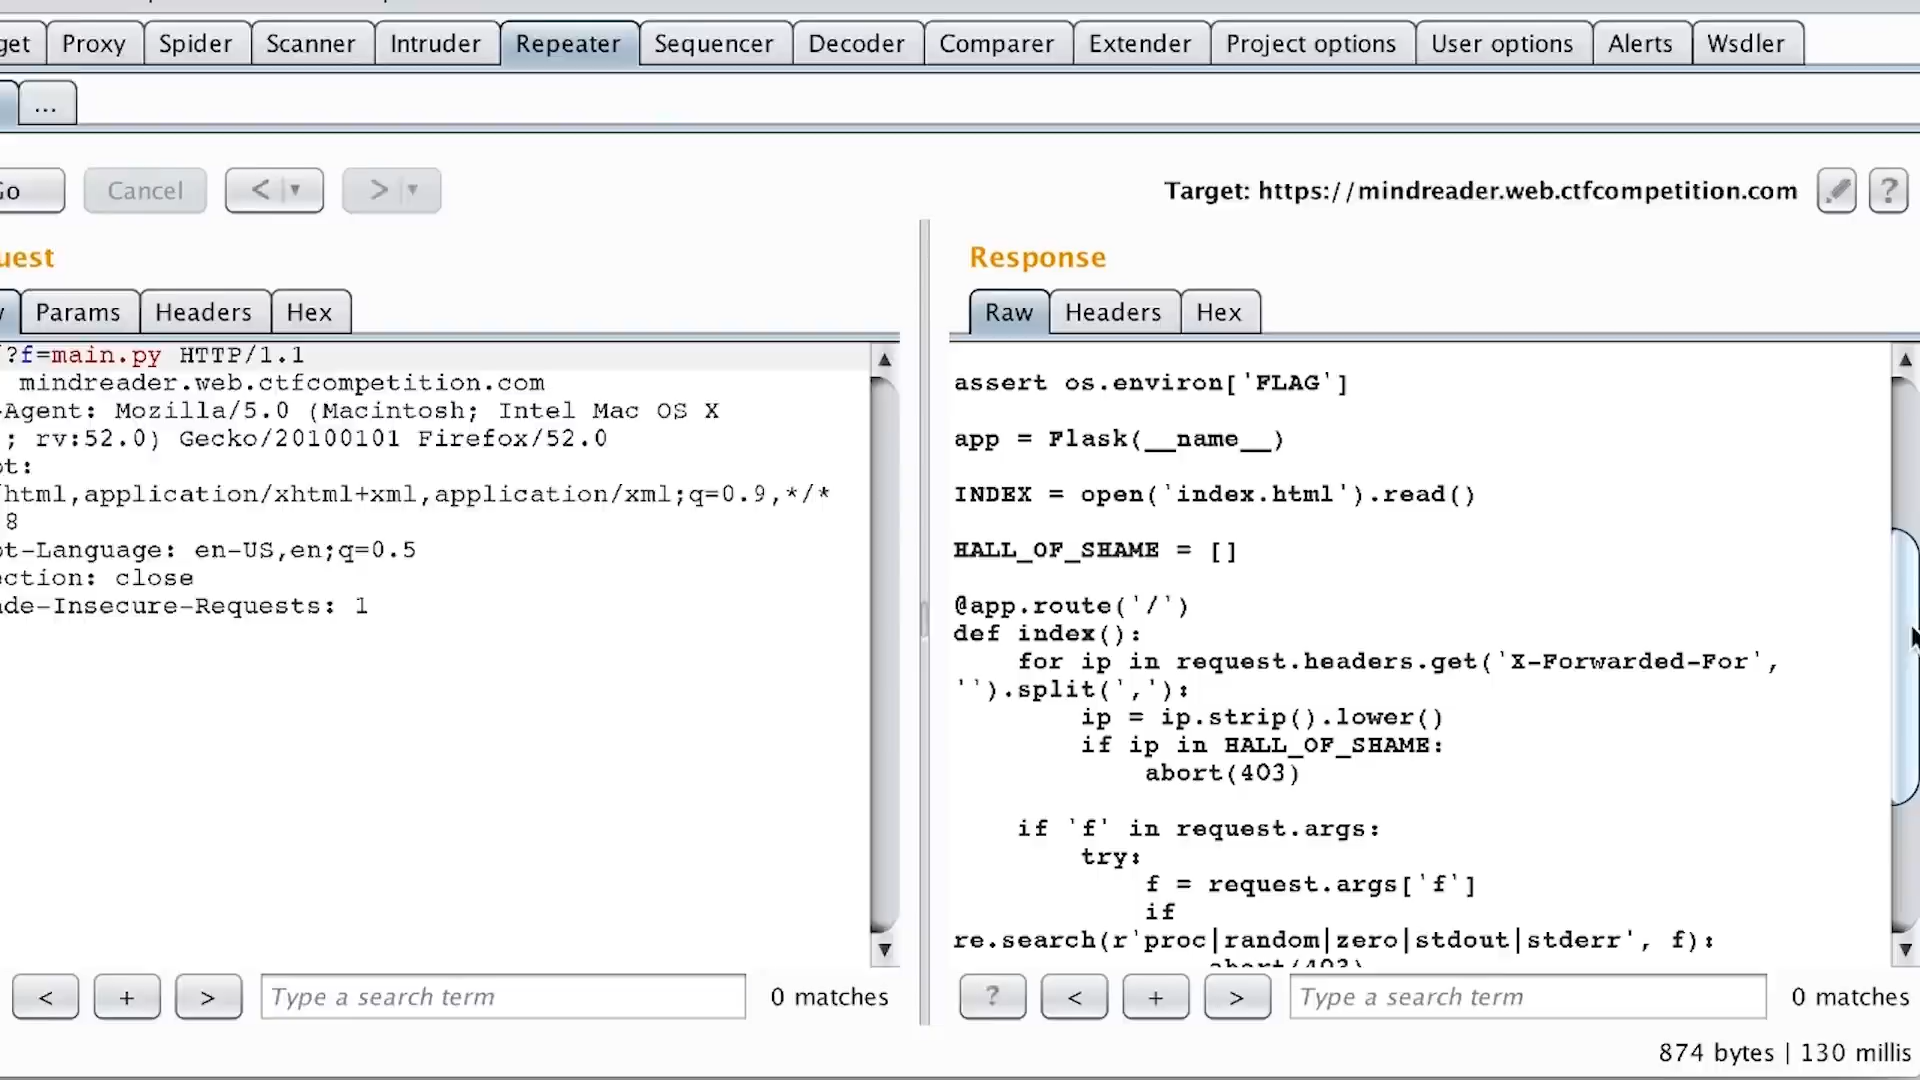 get Proxy Spider Scanner Intruder Repeater Sequencer Decoder Comparer Extender Project options User options Alerts Wsdler
...
Go Cancel < ▼ > ▼ Target: https://mindreader.web.ctfcompetition.com ?
uest
Params Headers Hex
?f=main.py HTTP/1.1
mindreader.web.ctfcompetition.com
-Agent: Mozilla/5.0 (Macintosh; Intel Mac OS X
; rv:52.0) Gecko/20100101 Firefox/52.0
pt:
html,application/xhtml+xml,application/xml;q=0.9,*/*
8
pt-Language: en-US,en;q=0.5
ection: close
ade-Insecure-Requests: 1
< + > Type a search term 0 matches
Response
Raw Headers Hex
assert os.environ['FLAG']
app = Flask(__name__)
INDEX = open('index.html').read()
HALL_OF_SHAME = []
@app.route('/')
def index():
for ip in request.headers.get('X-Forwarded-For',
'').split(','):
ip = ip.strip().lower()
if ip in HALL_OF_SHAME:
abort(403)
if 'f' in request.args:
try:
f = request.args['f']
if
re.search(r'proc|random|zero|stdout|stderr', f):
abort(403)
? < + > Type a search term 0 matches
874 bytes | 130 millis